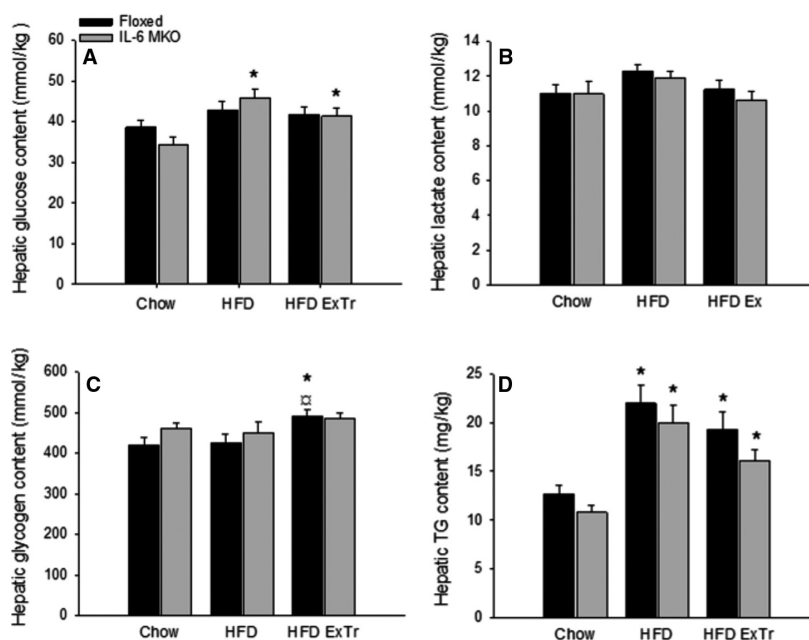 Floxed
IL-6 MKO
A
Hepatic glucose content (mmol/kg )
60
50
40
30
20
10
0
*
*
Chow HFD HFD ExTr
B
Hepatic lactate content (mmol/kg)
14
12
10
8
6
4
2
0
Chow HFD HFD Ex
C
Hepatic glycogen content (mmol/kg)
600
500
400
300
200
100
0
*
¤
Chow HFD HFD ExTr
D
Hepatic TG content (mg/kg)
25
20
15
10
5
0
*
*
*
*
Chow HFD HFD ExTr